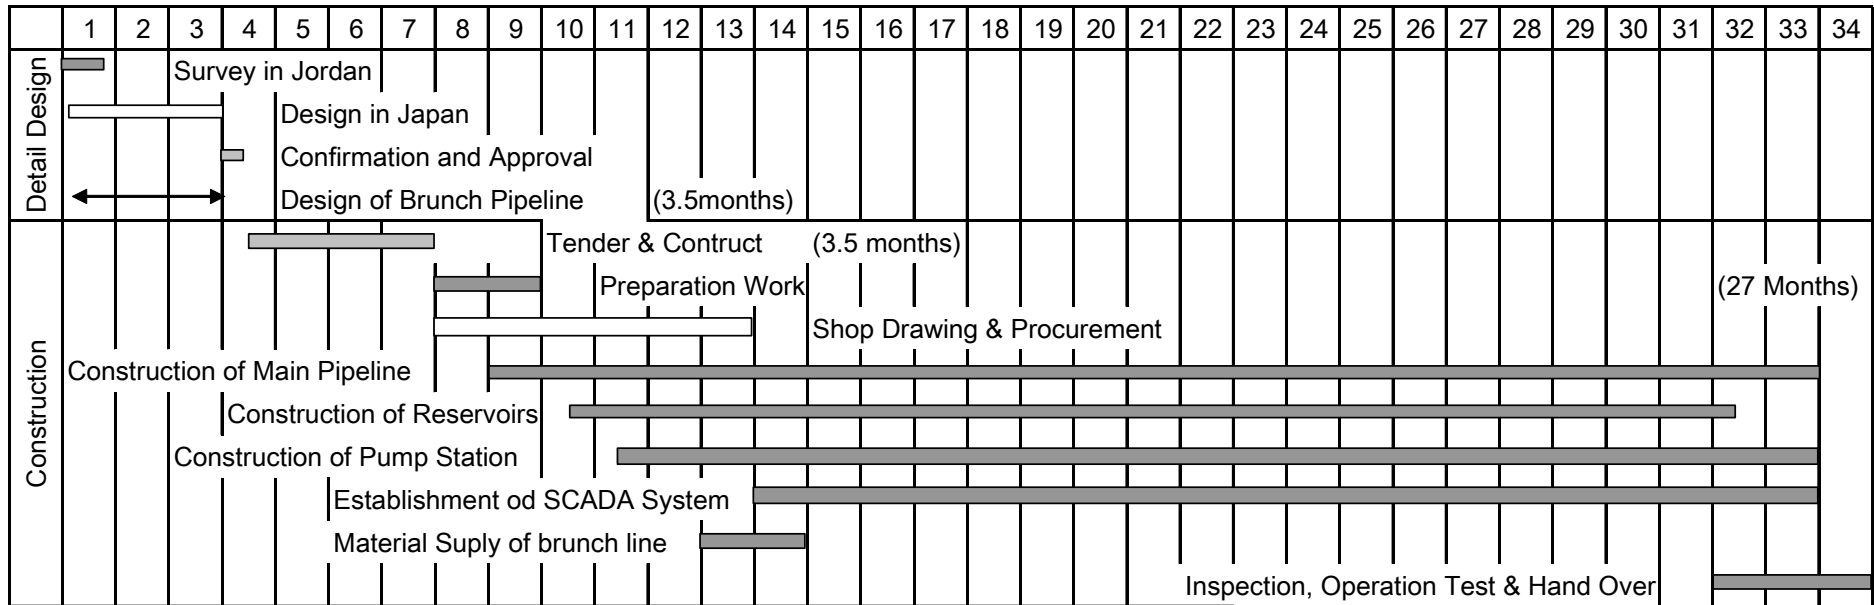 1 2 3 4 5 6 7 8 9 10 11 12 13 14 15 16 17 18 19 20 21 22 23 24 25 26 27 28 29 30 31 32 33 34
Detail Design
Survey in Jordan
Design in Japan
Confirmation and Approval
Design of Brunch Pipeline (3.5months)
Construction
Tender & Contruct (3.5 months)
Preparation Work (27 Months)
Shop Drawing & Procurement
Construction of Main Pipeline
Construction of Reservoirs
Construction of Pump Station
Establishment od SCADA System
Material Suply of brunch line
Inspection, Operation Test & Hand Over